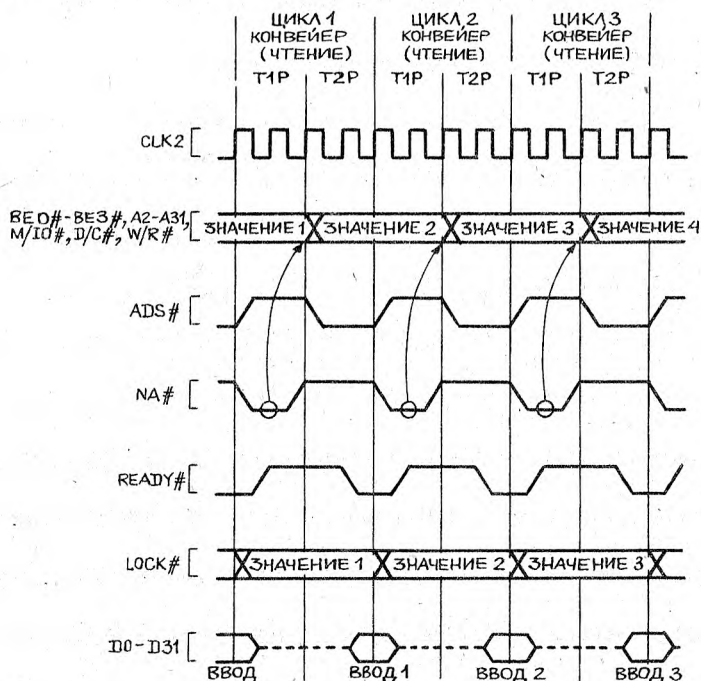 ЦИКЛ 1 ЦИКЛ 2 ЦИКЛ 3
КОНВЕЙЕР КОНВЕЙЕР КОНВЕЙЕР
(ЧТЕНИЕ) (ЧТЕНИЕ) (ЧТЕНИЕ)
T1P T2P T1P T2P T1P T2P
CLK2
BE0#-BE3#, A2-A31,
M/IO#, D/C#, W/R#
ЗНАЧЕНИЕ 1 ЗНАЧЕНИЕ 2 ЗНАЧЕНИЕ 3 ЗНАЧЕНИЕ 4
ADS#
NA#
READY#
LOCK# ЗНАЧЕНИЕ 1 ЗНАЧЕНИЕ 2 ЗНАЧЕНИЕ 3
D0-D31
ВВОД ВВОД 1 ВВОД 2 ВВОД 3